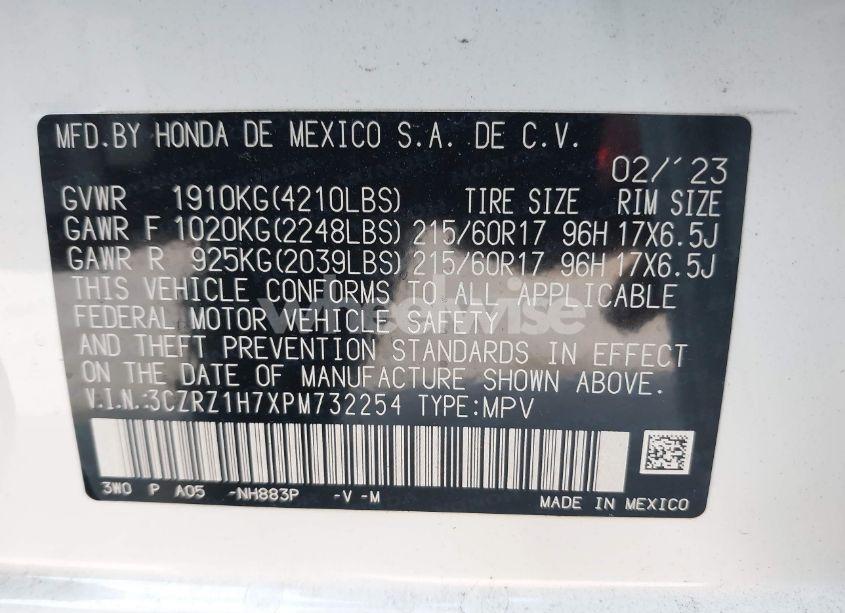 MFD.BY HONDA DE MEXICO S.A. DE C.V.
02/'23
GVWR 1910KG(4210LBS) TIRE SIZE RIM SIZE
GAWR F 1020KG(2248LBS) 215/60R17 96H 17X6.5J
GAWR R 925KG(2039LBS) 215/60R17 96H 17X6.5J
THIS VEHICLE CONFORMS TO ALL APPLICABLE
FEDERAL MOTOR VEHICLE SAFETY
AND THEFT PREVENTION STANDARDS IN EFFECT
ON THE DATE OF MANUFACTURE SHOWN ABOVE.
V.I.N.:3CZRZ1H7XPM732254 TYPE:MPV
3W0 P A05 -NH883P -V -M
MADE IN MEXICO
wheelwise